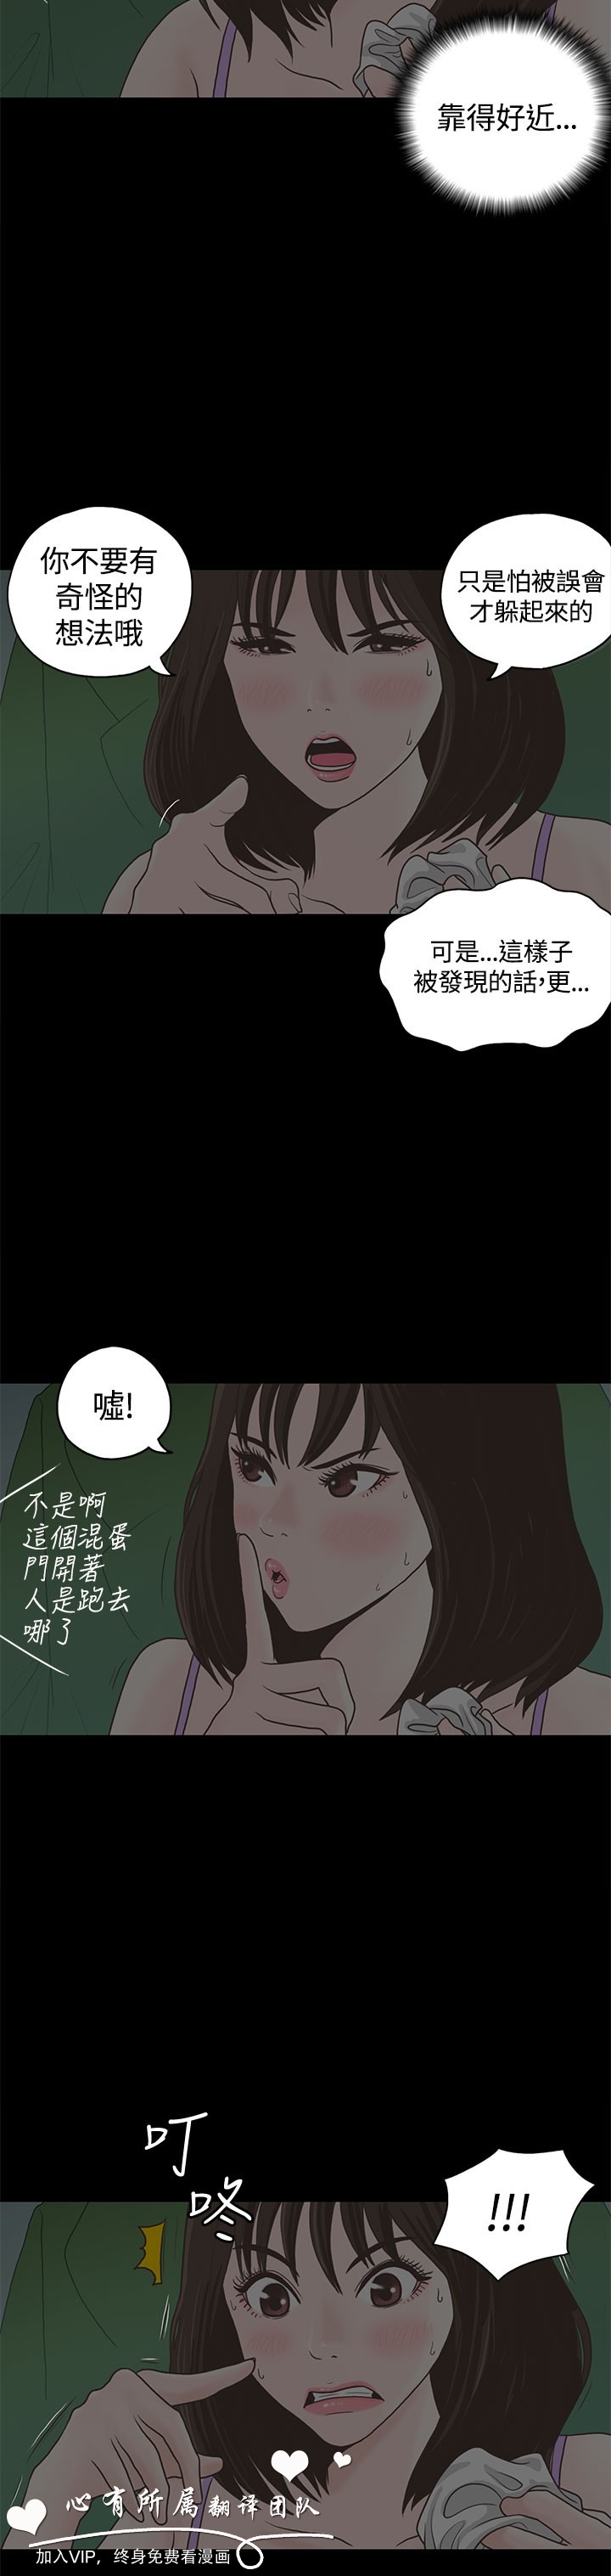 靠得好近...
你不要有
奇怪的
想法哦
只是怕被誤會
才躲起來的
可是...這樣子
被發現的話,更...
噓!
不是啊
這個混蛋
門開著
人是跑去
哪了
叮
咚
!!!
心有所属翻译团队
加入VIP，终身免费看漫画